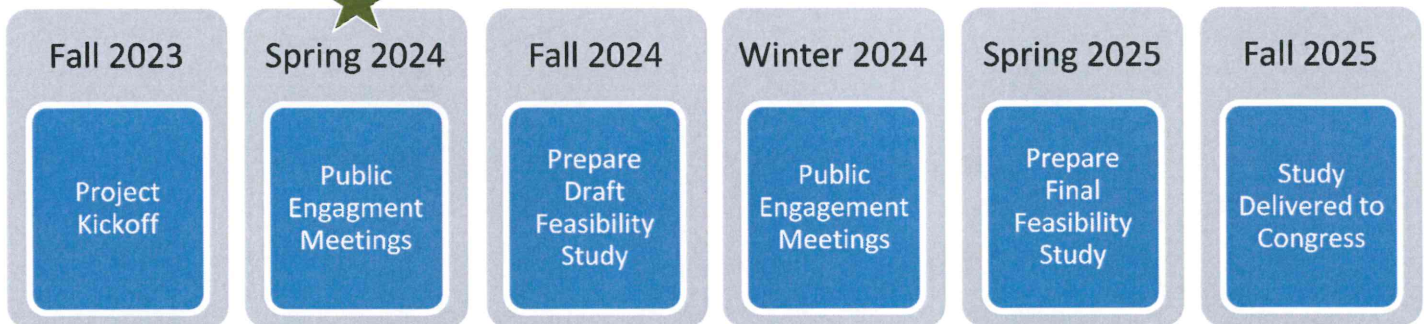 Fall 2023
Project
Kickoff
Spring 2024
Public
Engagment
Meetings
Fall 2024
Prepare
Draft
Feasibility
Study
Winter 2024
Public
Engagement
Meetings
Spring 2025
Prepare
Final
Feasibility
Study
Fall 2025
Study
Delivered to
Congress